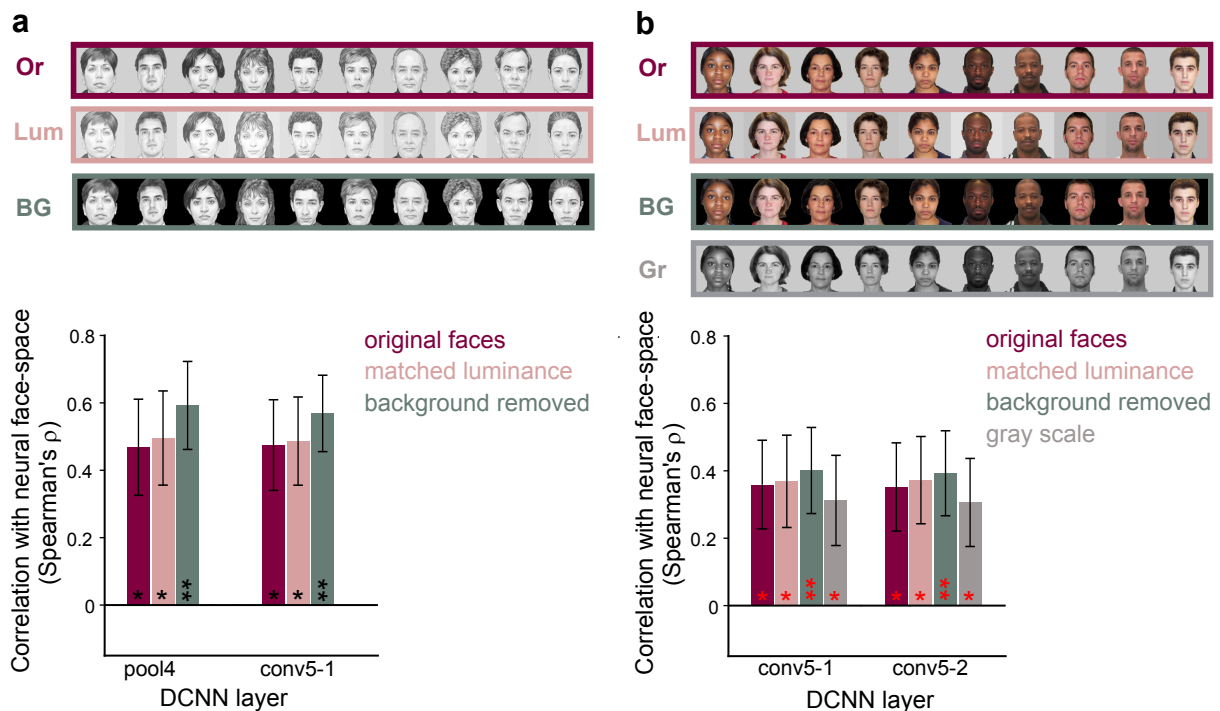 a
Or
Lum
BG
0.8
0.6
0.4
0.2
0
Correlation with neural face-space
(Spearman's ρ)
original faces
matched luminance
background removed
*
*
**
*
*
**
pool4
conv5-1
DCNN layer
b
Or
Lum
BG
Gr
0.8
0.6
0.4
0.2
0
Correlation with neural face-space
(Spearman's ρ)
original faces
matched luminance
background removed
gray scale
*
*
**
*
*
*
**
*
conv5-1
conv5-2
DCNN layer